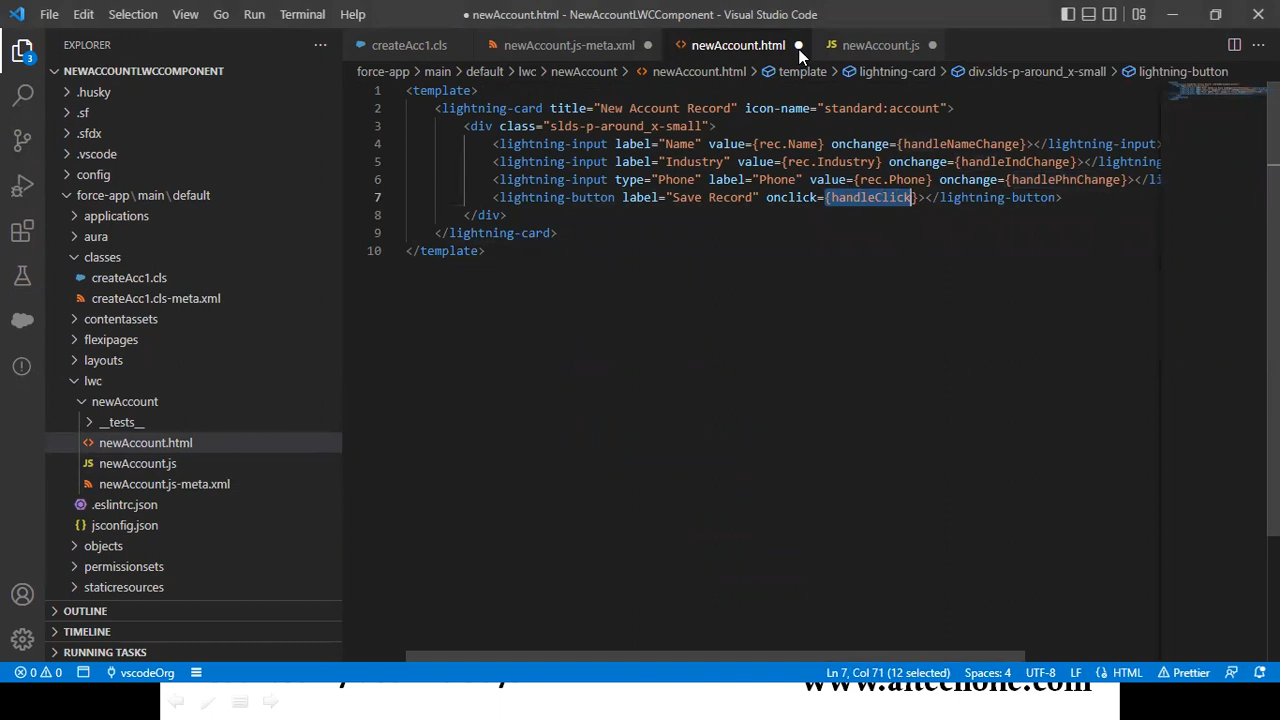 File Edit Selection View Go Run Terminal Help
● newAccount.html - NewAccountLWCComponent - Visual Studio Code
3
EXPLORER
NEWACCOUNTLWCCOMPONENT
.husky
.sf
.sfdx
.vscode
config
force-app\main\default
applications
aura
classes
createAcc1.cls
createAcc1.cls-meta.xml
contentassets
flexipages
layouts
lwc
newAccount
__tests__
newAccount.html
newAccount.js
newAccount.js-meta.xml
.eslintrc.json
jsconfig.json
objects
permissionsets
staticresources
OUTLINE
TIMELINE
RUNNING TASKS
createAcc1.cls newAccount.js-meta.xml newAccount.html newAccount.js
force-app > main > default > lwc > newAccount > newAccount.html > template > lightning-card > div.slds-p-around_x-small > lightning-button
1 <template>
2 <lightning-card title="New Account Record" icon-name="standard:account">
3 <div class="slds-p-around_x-small">
4 <lightning-input label="Name" value={rec.Name} onchange={handleNameChange}></lightning-input>
5 <lightning-input label="Industry" value={rec.Industry} onchange={handleIndChange}></lightning
6 <lightning-input type="Phone" label="Phone" value={rec.Phone} onchange={handlePhnChange}></li
7 <lightning-button label="Save Record" onclick={handleClick}></lightning-button>
8 </div>
9 </lightning-card>
10 </template>
0 0 vscodeOrg Ln 7, Col 71 (12 selected) Spaces: 4 UTF-8 LF HTML Prettier